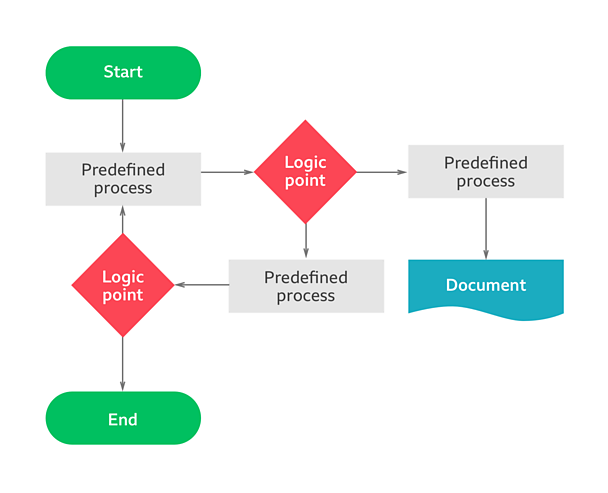 Start
Predefined
process
Logic
point
Predefined
process
Logic
point
Predefined
process
Document
End